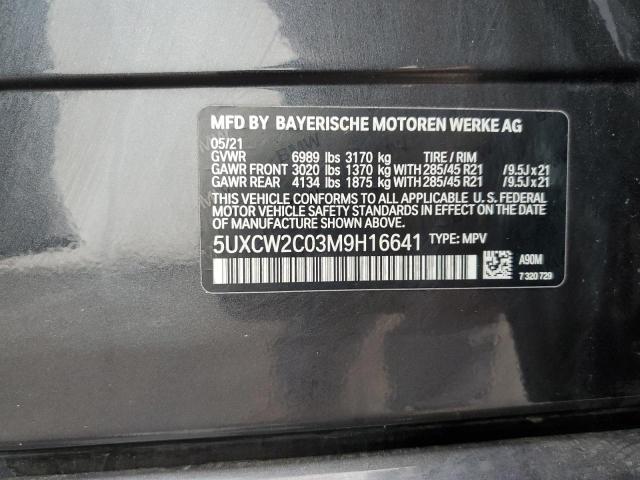 MFD BY BAYERISCHE MOTOREN WERKE AG
05/21
GVWR 6989 lbs 3170 kg TIRE / RIM
GAWR FRONT 3020 lbs 1370 kg WITH 285/45 R21 /9.5J x 21
GAWR REAR 4134 lbs 1875 kg WITH 285/45 R21 /9.5J x 21
THIS VEHICLE CONFORMS TO ALL APPLICABLE U. S. FEDERAL
MOTOR VEHICLE SAFETY STANDARDS IN EFFECT ON THE DATE OF
MANUFACTURE SHOWN ABOVE.
5UXCW2C03M9H16641 TYPE: MPV
A90M
7 320 729